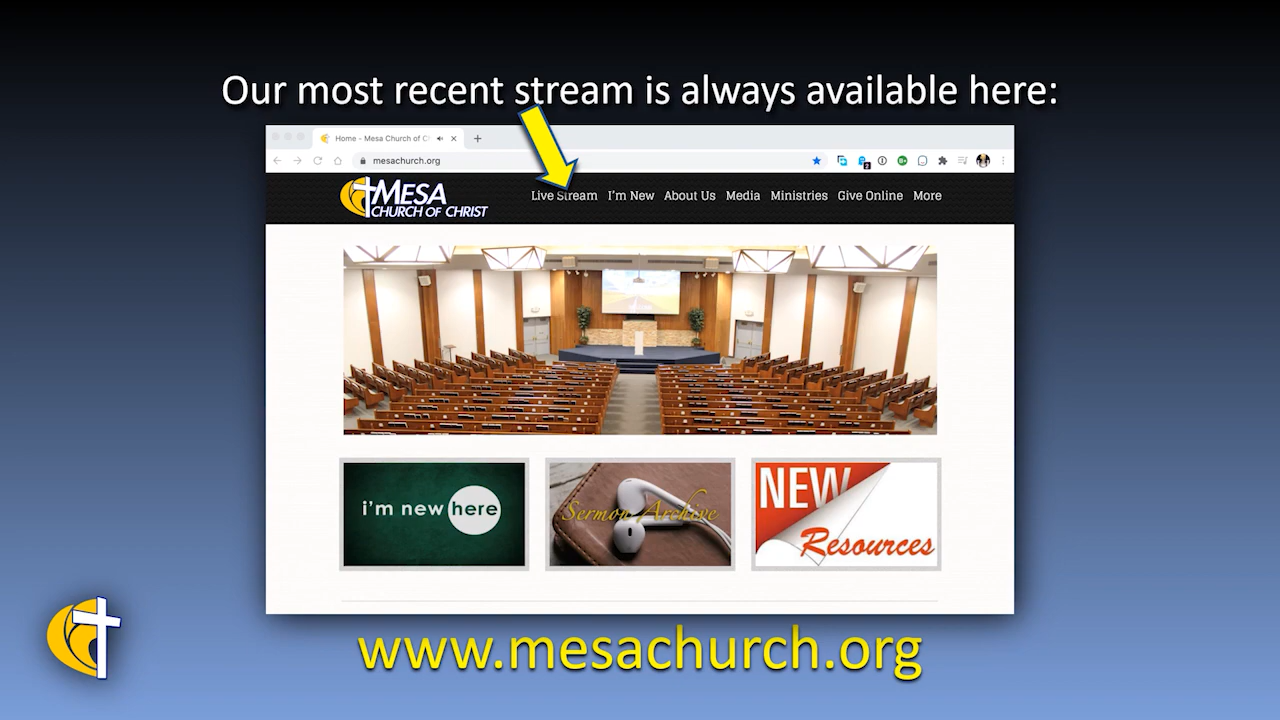 Our most recent stream is always available here:
Home - Mesa Church of C
mesachurch.org
MESA
CHURCH OF CHRIST
Live Stream I'm New About Us Media Ministries Give Online More
i'm new here
Sermon Archive
NEW
Resources
www.mesachurch.org